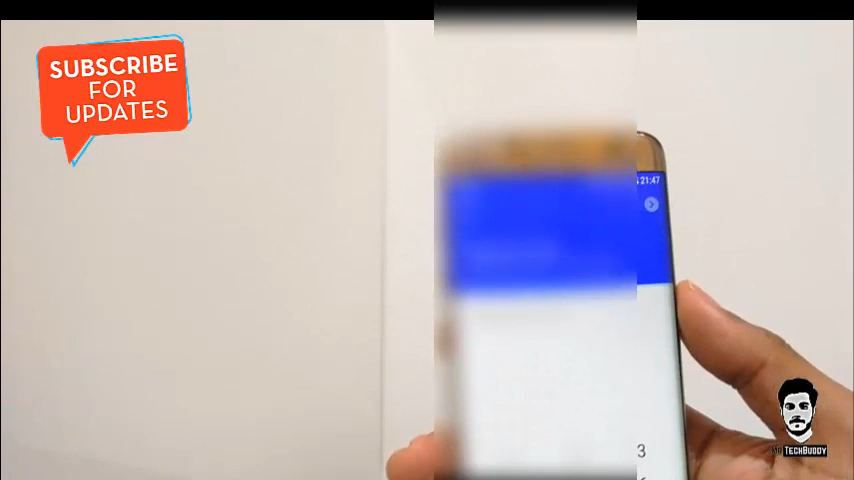 SUBSCRIBE
FOR
UPDATES
21:47
3
TECHBUDDY